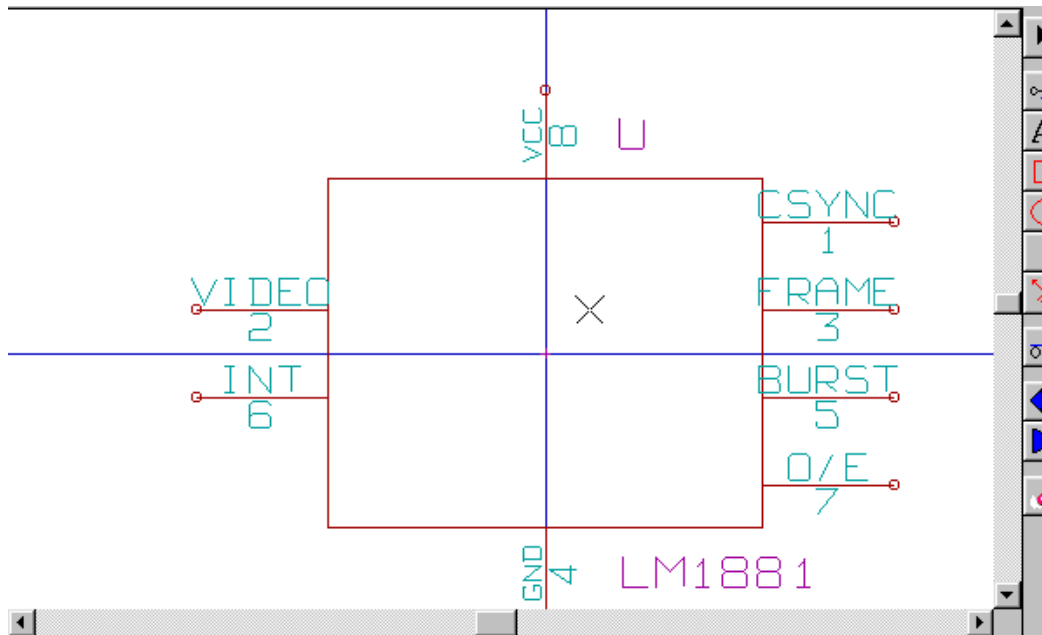 VCC
8
U
CSYNC
1
VIDEO
2
FRAME
3
INT
6
BURST
5
O/E
7
GND
4
LM1881